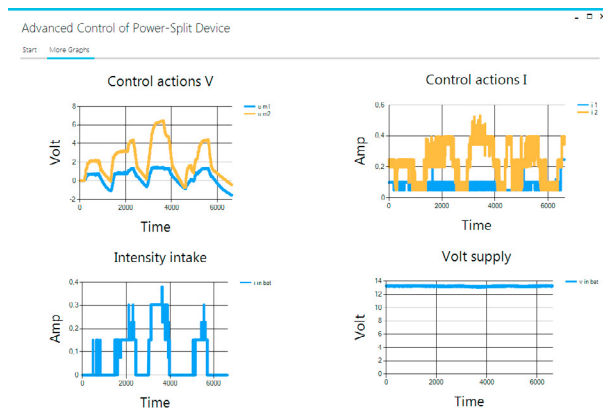 Advanced Control of Power-Split Device
Start More Graphs
Control actions V
Volt
8
6
4
2
0
-2
0 2000 4000 6000
Time
u m1
u m2
Control actions I
Amp
0,6
0,4
0,2
0
0 2000 4000 6000
Time
i 1
i 2
Intensity intake
Amp
0,4
0,3
0,2
0,1
0
0 2000 4000 6000
Time
i in bat
Volt supply
Volt
14
12
10
8
6
4
2
0
0 2000 4000 6000
Time
v in bat